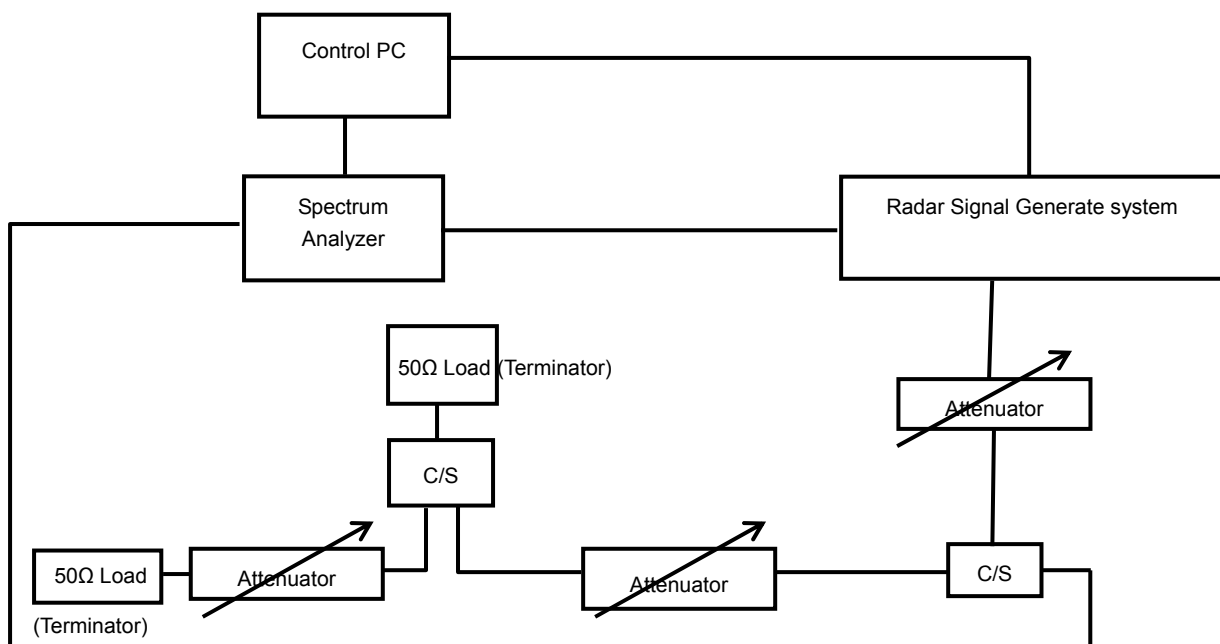 Control PC
Spectrum
Analyzer
Radar Signal Generate system
50Ω Load (Terminator)
Attenuator
C/S
50Ω Load
(Terminator)
Attenuator
Attenuator
C/S